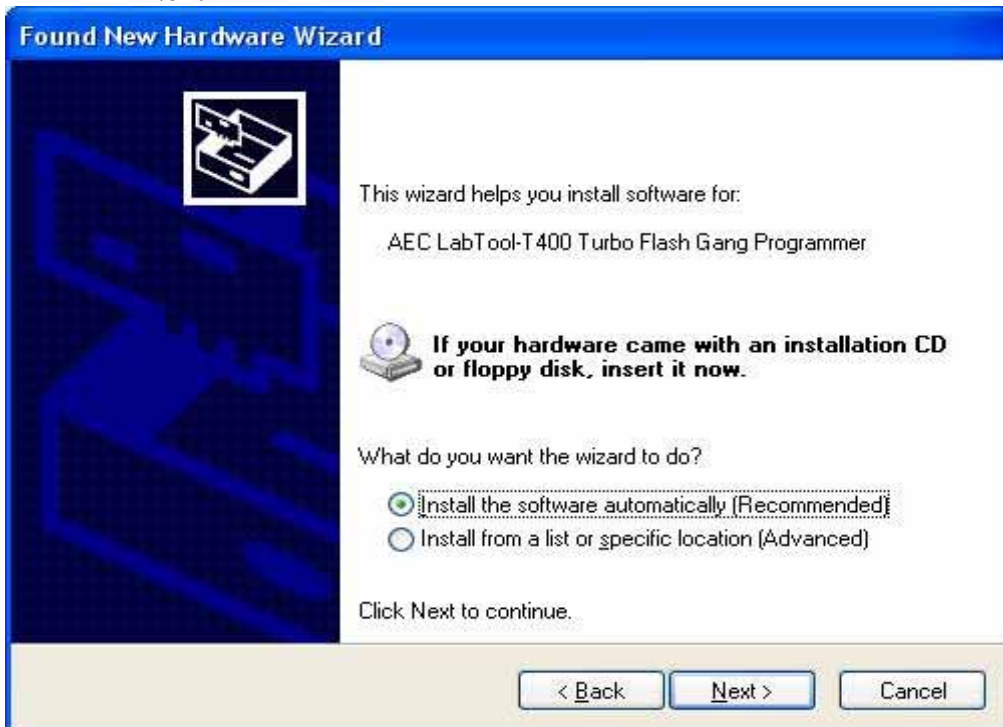 Found New Hardware Wizard
This wizard helps you install software for:
AEC LabTool-T400 Turbo Flash Gang Programmer
If your hardware came with an installation CD
or floppy disk, insert it now.
What do you want the wizard to do?
Install the software automatically (Recommended)
Install from a list or specific location (Advanced)
Click Next to continue.
< Back Next > Cancel